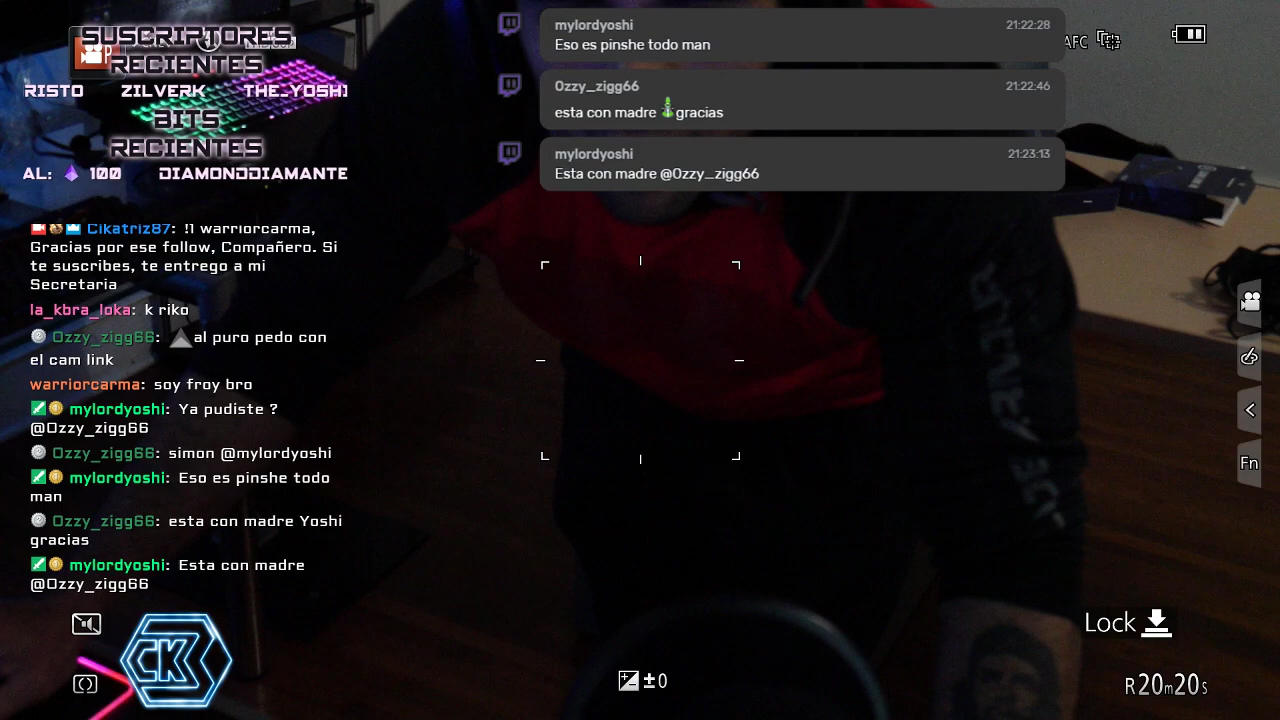 SUSCRIPTORES
RECIENTES
RISTO ZILVERK THE_YOSHI
BITS
RECIENTES
AL: 100 DIAMONDDIAMANTE
mylordyoshi 21:22:28
Eso es pinshe todo man
Ozzy_zigg66 21:22:46
esta con madre gracias
mylordyoshi 21:23:13
Esta con madre @Ozzy_zigg66
AFC
Cikatriz87: !1 warriorcarma,
Gracias por ese follow, Compañero. Si
te suscribes, te entrego a mi
Secretaria
la_kbra_loka: k riko
Ozzy_zigg66: al puro pedo con
el cam link
warriorcarma: soy froy bro
mylordyoshi: Ya pudiste ?
@Ozzy_zigg66
Ozzy_zigg66: simon @mylordyoshi
mylordyoshi: Eso es pinshe todo
man
Ozzy_zigg66: esta con madre Yoshi
gracias
mylordyoshi: Esta con madre
@Ozzy_zigg66
Fn
Lock
CK
±0
R20m20s